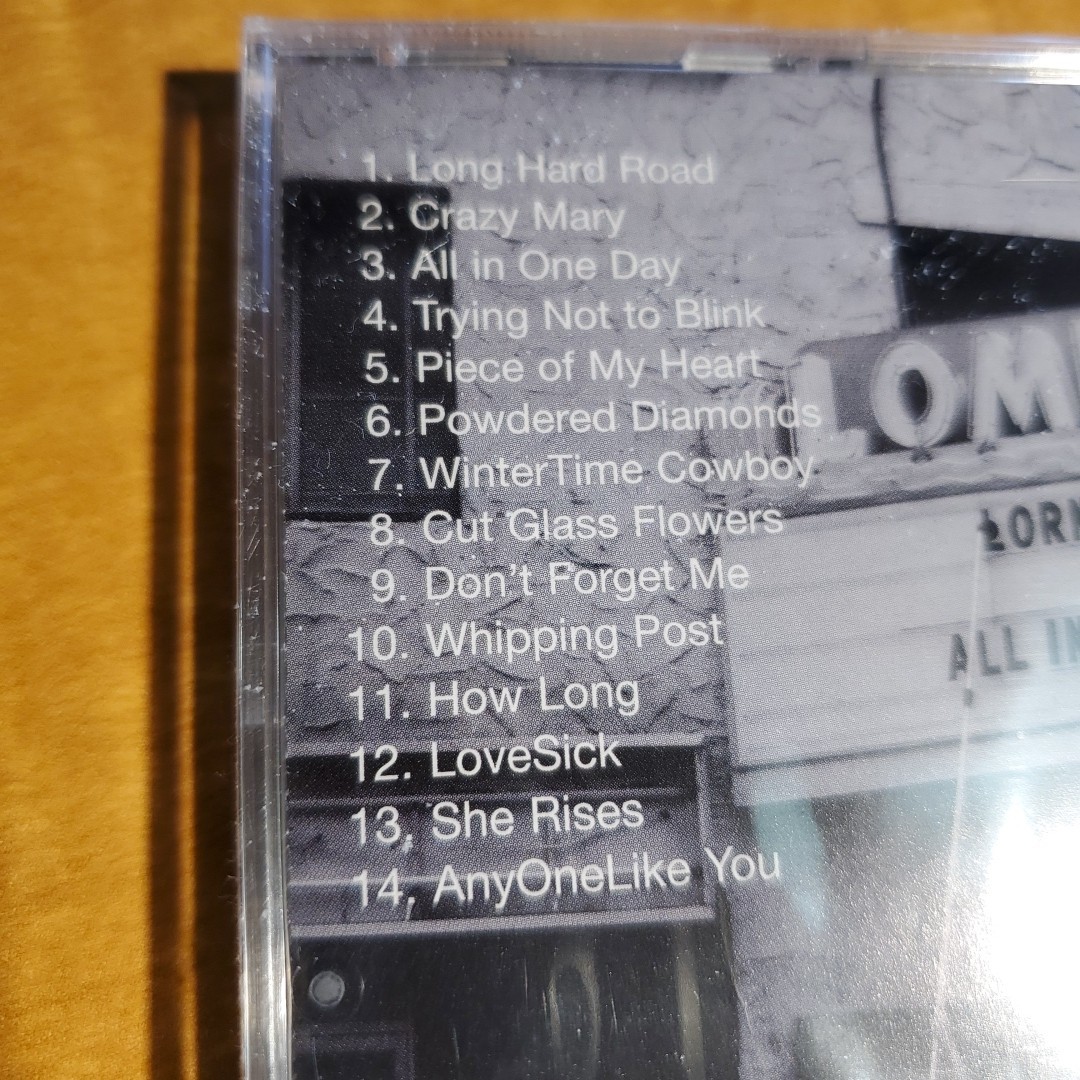 1. Long Hard Road
2. Crazy Mary
3. All in One Day
4. Trying Not to Blink
5. Piece of My Heart
6. Powdered Diamonds
7. WinterTime Cowboy
8. Cut Glass Flowers
9. Don't Forget Me
10. Whipping Post
11. How Long
12. LoveSick
13. She Rises
14. AnyOneLike You
LOM
LORN
ALL IN